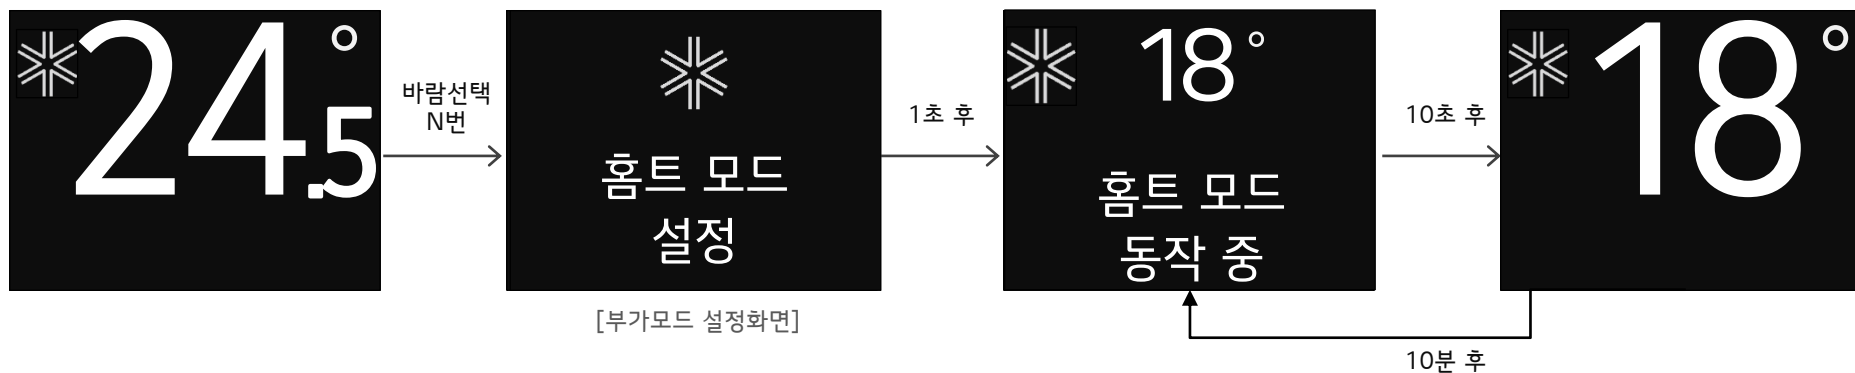 24.5°
바람선택
N번
홈트 모드
설정
[부가모드 설정화면]
1초 후
18°
홈트 모드
동작 중
10초 후
18°
10분 후